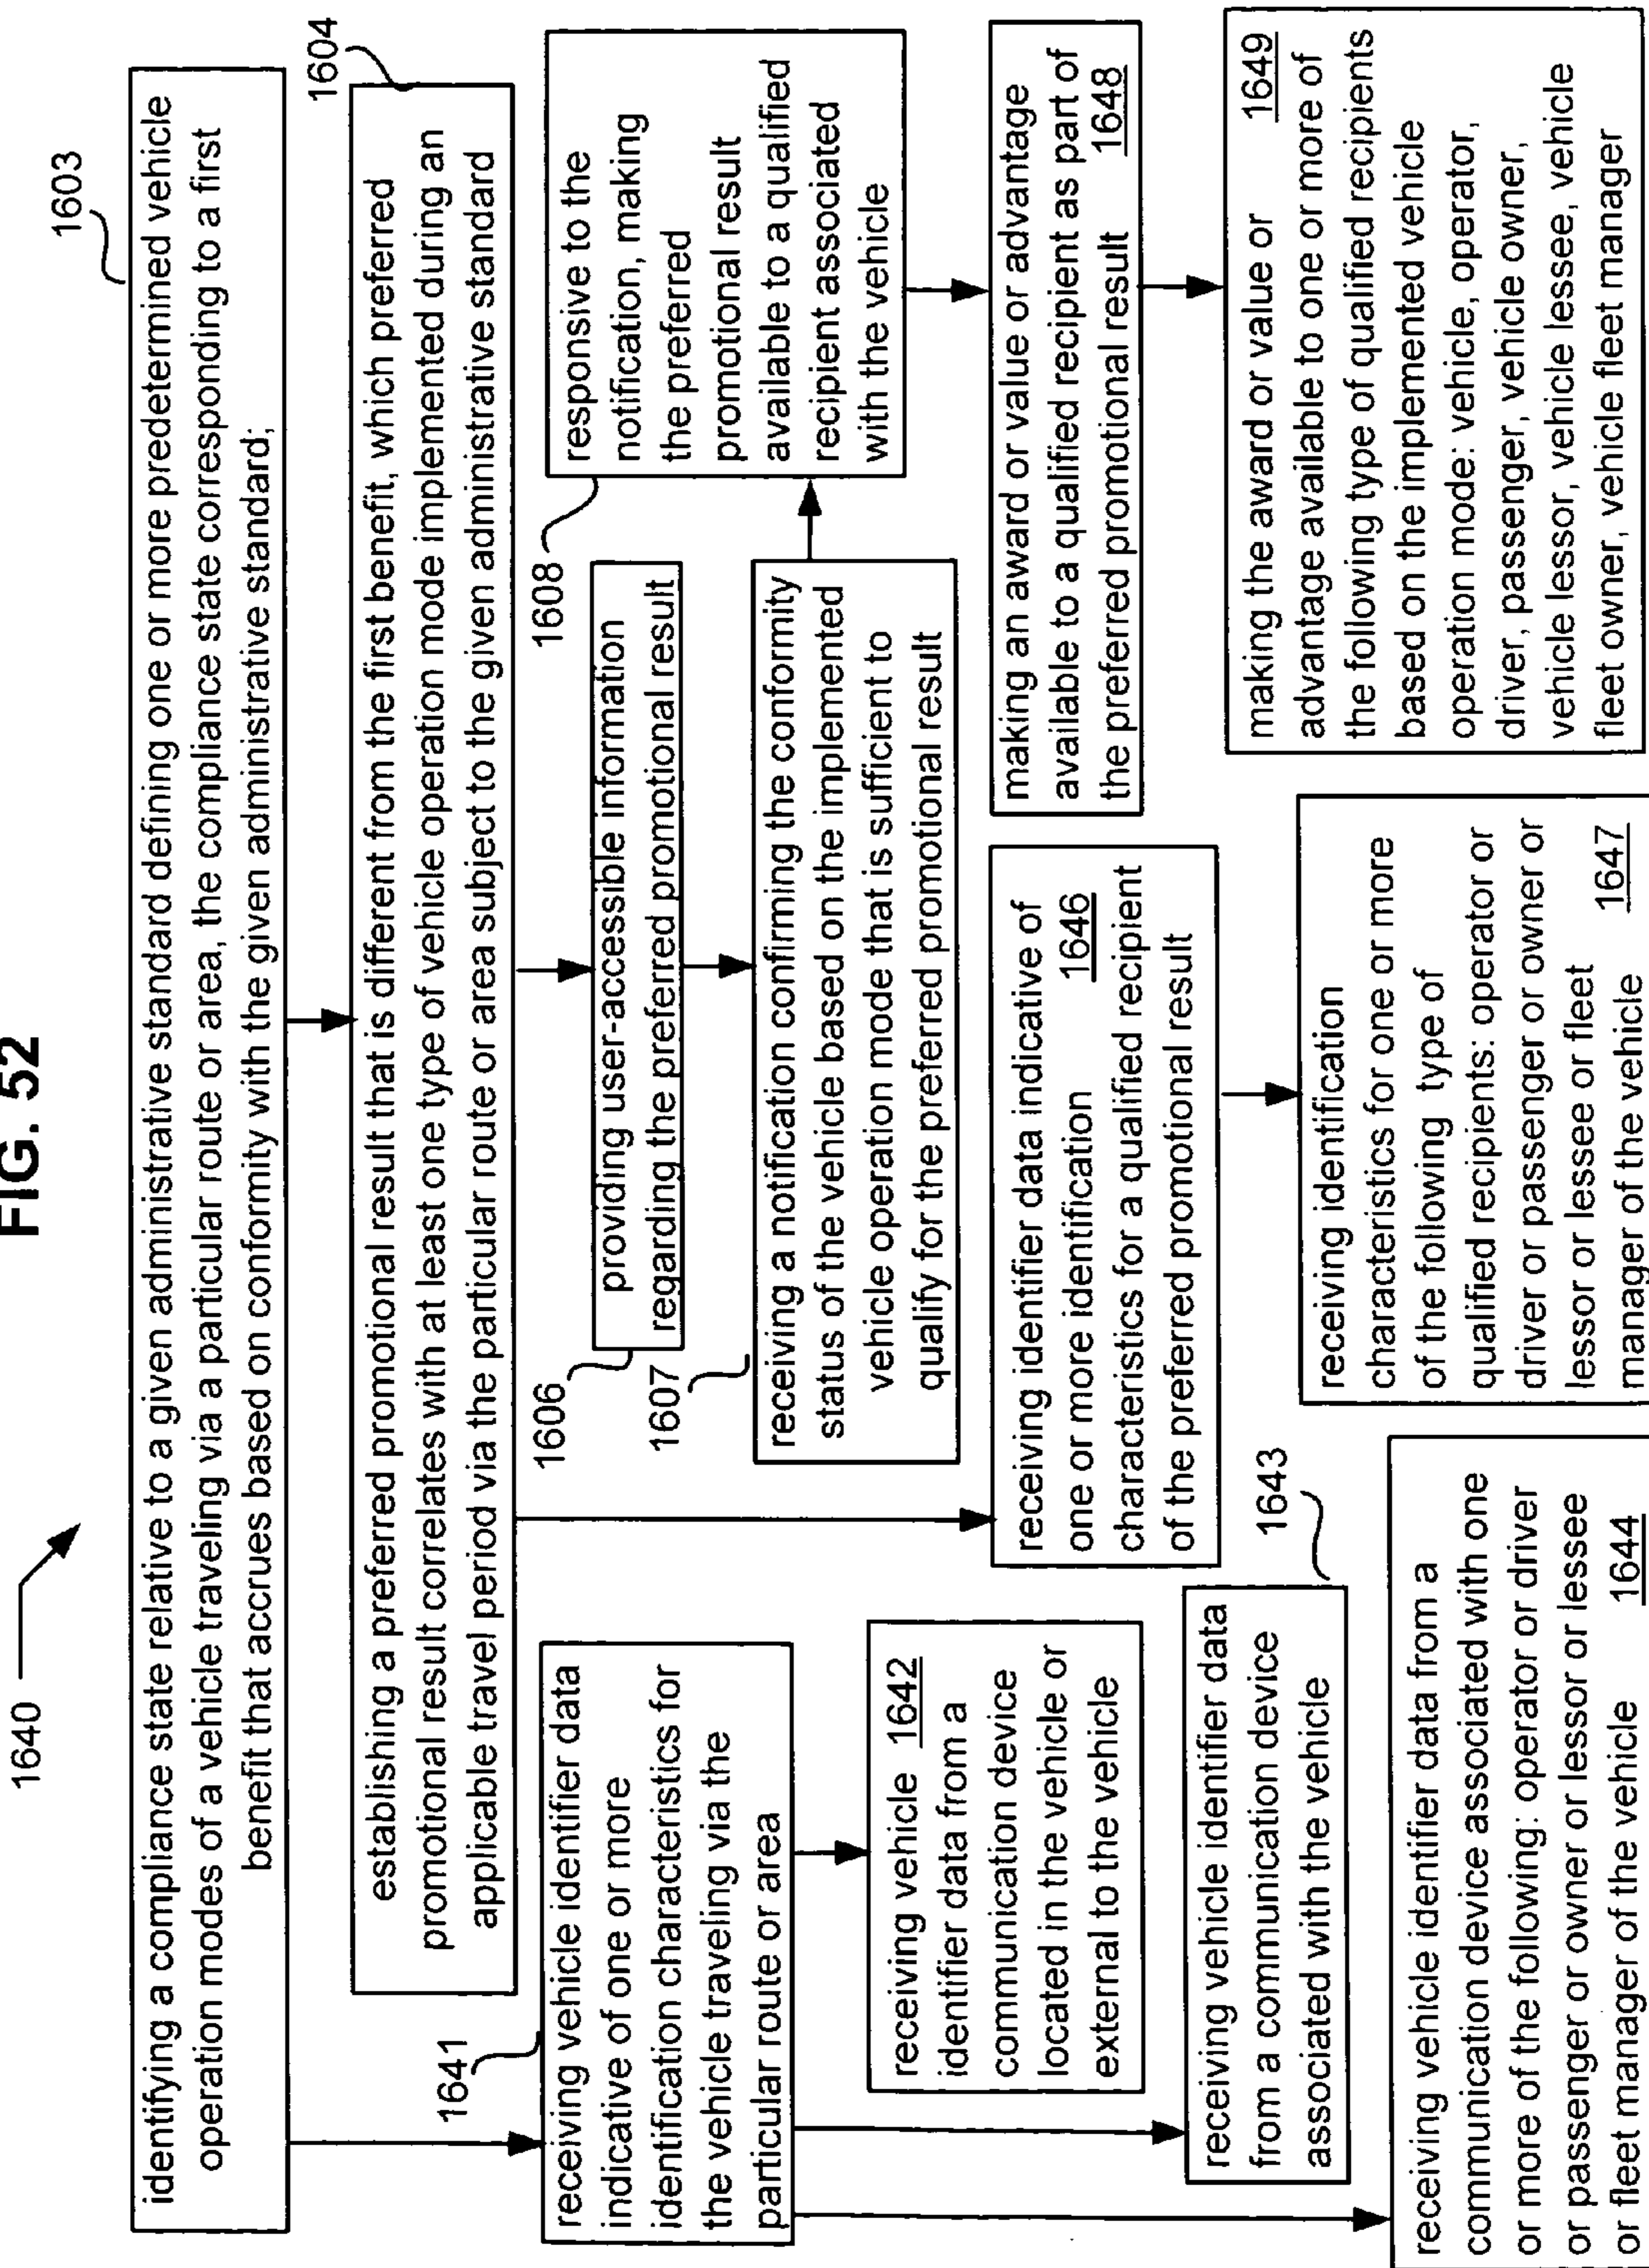 FIG. 52
1640
1603
identifying a compliance state relative to a given administrative standard defining one or more predetermined vehicle
operation modes of a vehicle traveling via a particular route or area, the compliance state corresponding to a first
benefit that accrues based on conformity with the given administrative standard;
1604
establishing a preferred promotional result that is different from the first benefit, which preferred
promotional result correlates with at least one type of vehicle operation mode implemented during an
applicable travel period via the particular route or area subject to the given administrative standard
1641
receiving vehicle identifier data
indicative of one or more
identification characteristics for
the vehicle traveling via the
particular route or area
receiving vehicle 1642
identifier data from a
communication device
located in the vehicle or
external to the vehicle
1643
receiving vehicle identifier data
from a communication device
associated with the vehicle
receiving vehicle identifier data from a
communication device associated with one
or more of the following: operator or driver
or passenger or owner or lessor or lessee
or fleet manager of the vehicle 1644
1606
providing user-accessible information
regarding the preferred promotional result
1607
receiving a notification confirming the conformity
status of the vehicle based on the implemented
vehicle operation mode that is sufficient to
qualify for the preferred promotional result
1608
responsive to the
notification, making
the preferred
promotional result
available to a qualified
recipient associated
with the vehicle
receiving identifier data indicative of
one or more identification 1646
characteristics for a qualified recipient
of the preferred promotional result
receiving identification
characteristics for one or more
of the following type of
qualified recipients: operator or
driver or passenger or owner or
lessor or lessee or fleet
manager of the vehicle 1647
making an award or value or advantage
available to a qualified recipient as part of
the preferred promotional result 1648
making the award or value or 1649
advantage available to one or more of
the following type of qualified recipients
based on the implemented vehicle
operation mode: vehicle, operator,
driver, passenger, vehicle owner,
vehicle lessor, vehicle lessee, vehicle
fleet owner, vehicle fleet manager